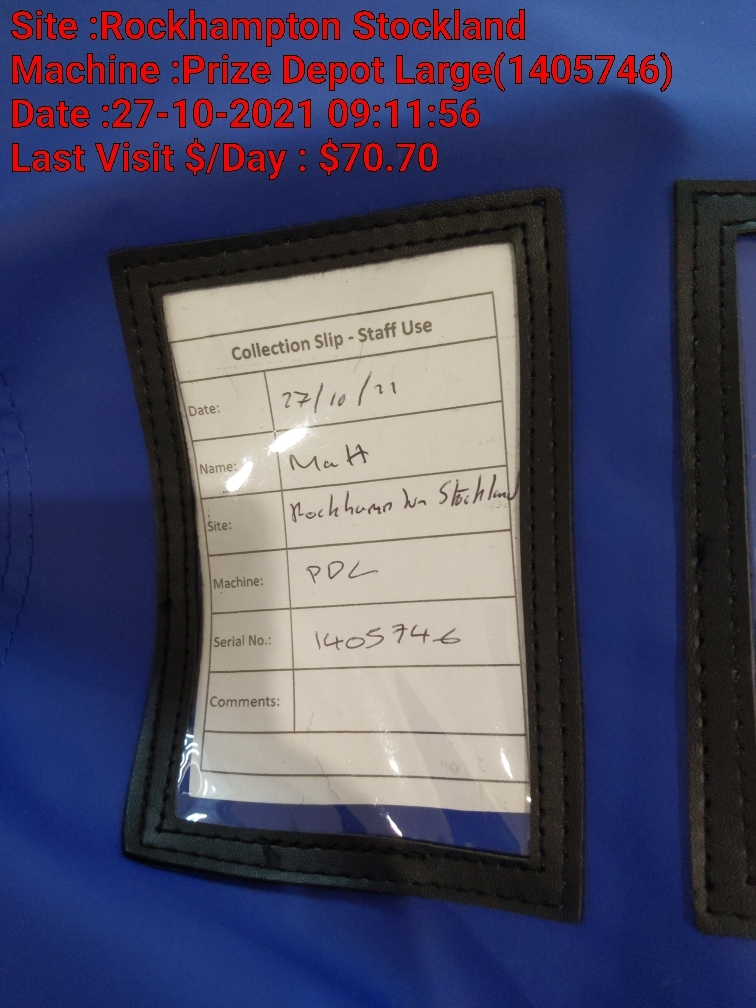 Site :Rockhampton Stockland
Machine :Prize Depot Large(1405746)
Date :27-10-2021 09:11:56
Last Visit $/Day : $70.70
Collection Slip - Staff Use
Date: 27/10/21
Name: Matt
Site: Rockhampton Stockland
Machine: PDL
Serial No.: 1405746
Comments: